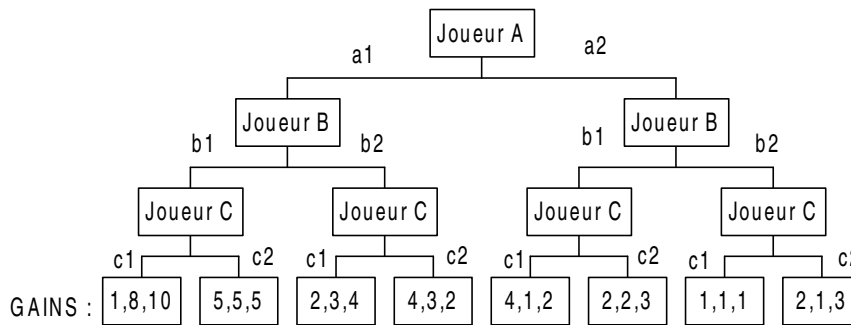 Joueur A
a1 a2
Joueur B Joueur B
b1 b2 b1 b2
Joueur C Joueur C Joueur C Joueur C
c1 c2 c1 c2 c1 c2 c1 c2
GAINS : 1,8,10 5,5,5 2,3,4 4,3,2 4,1,2 2,2,3 1,1,1 2,1,3